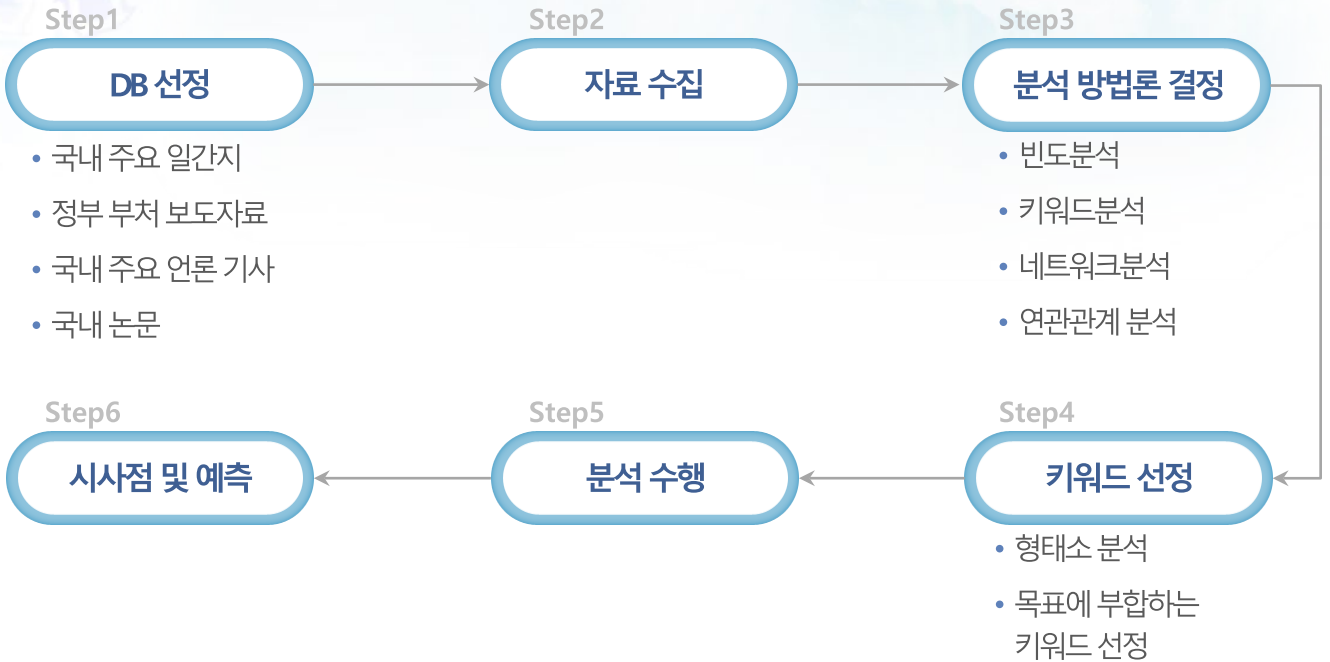 Step1
DB 선정
• 국내 주요 일간지
• 정부 부처 보도자료
• 국내 주요 언론 기사
• 국내 논문
Step2
자료 수집
Step3
분석 방법론 결정
• 빈도분석
• 키워드분석
• 네트워크분석
• 연관관계 분석
Step4
키워드 선정
• 형태소 분석
• 목표에 부합하는
키워드 선정
Step5
분석 수행
Step6
시사점 및 예측